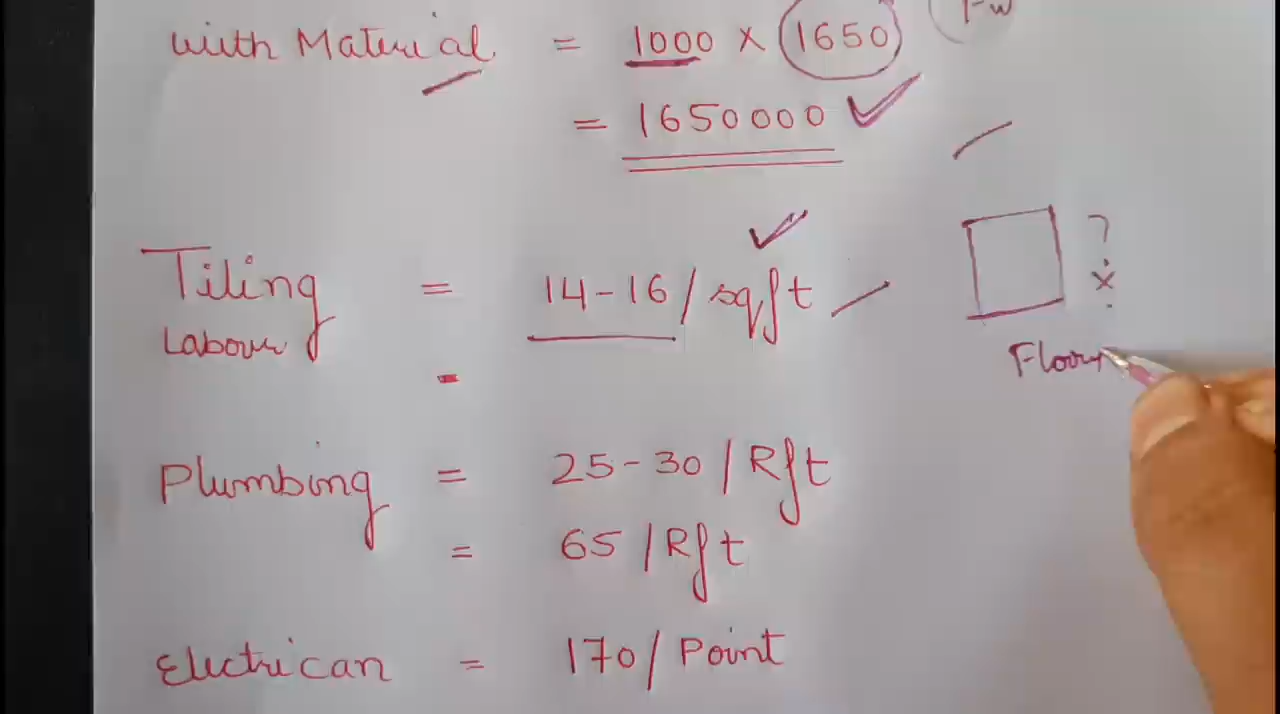 with Material = 1000 × 1650
= 1650000
Tiling = 14-16/sqft
Labour
?
×
Floor
Plumbing = 25-30/Rft
= 65/Rft
Electrican = 170/Point